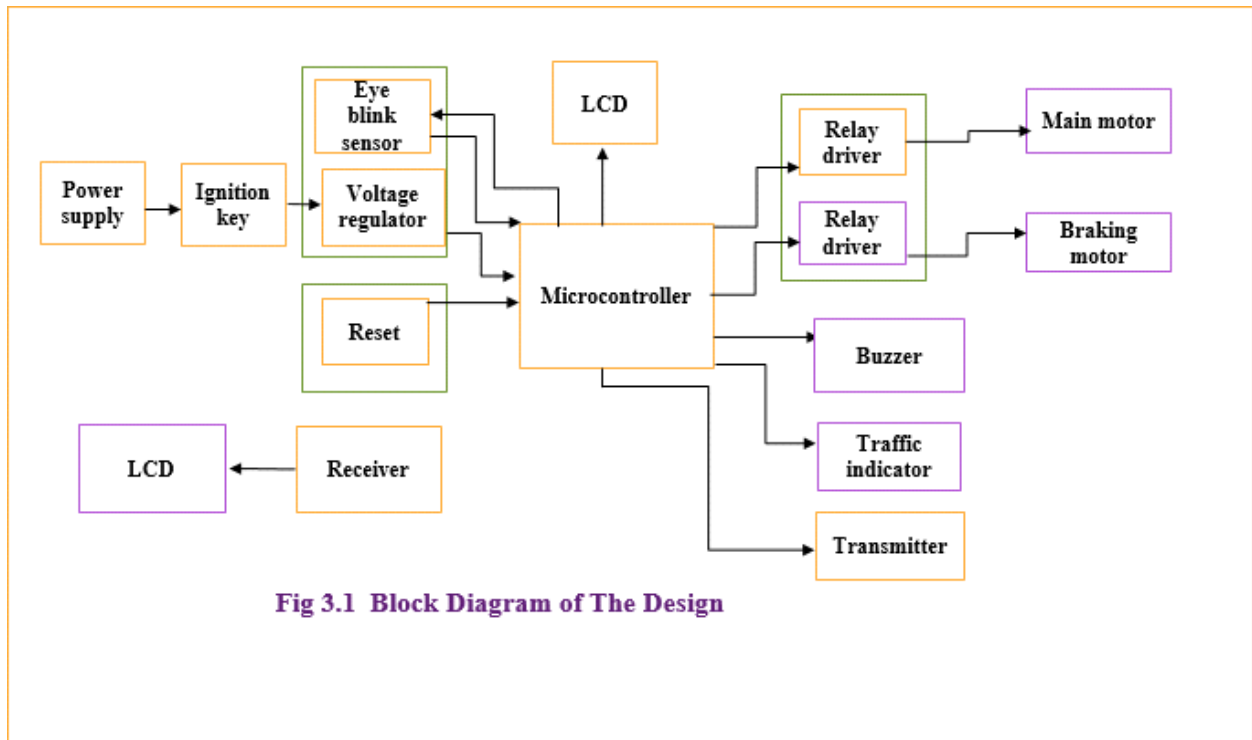 Eye
blink
sensor
LCD
Relay
driver
Main motor
Power
supply
Ignition
key
Voltage
regulator
Relay
driver
Braking
motor
Microcontroller
Reset
Buzzer
LCD
Receiver
Traffic
indicator
Transmitter
Fig 3.1 Block Diagram of The Design